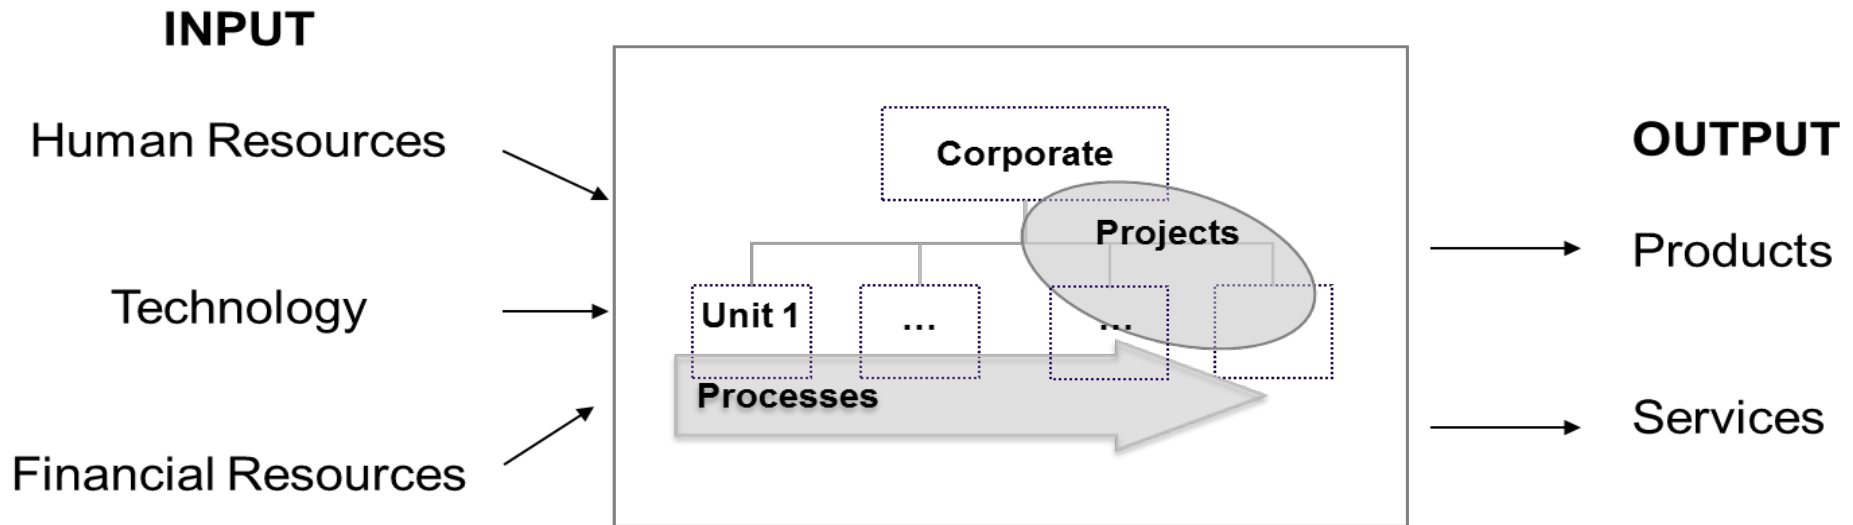 INPUT
Human Resources
Technology
Financial Resources
Corporate
Projects
Unit 1
...
...
Processes
OUTPUT
Products
Services